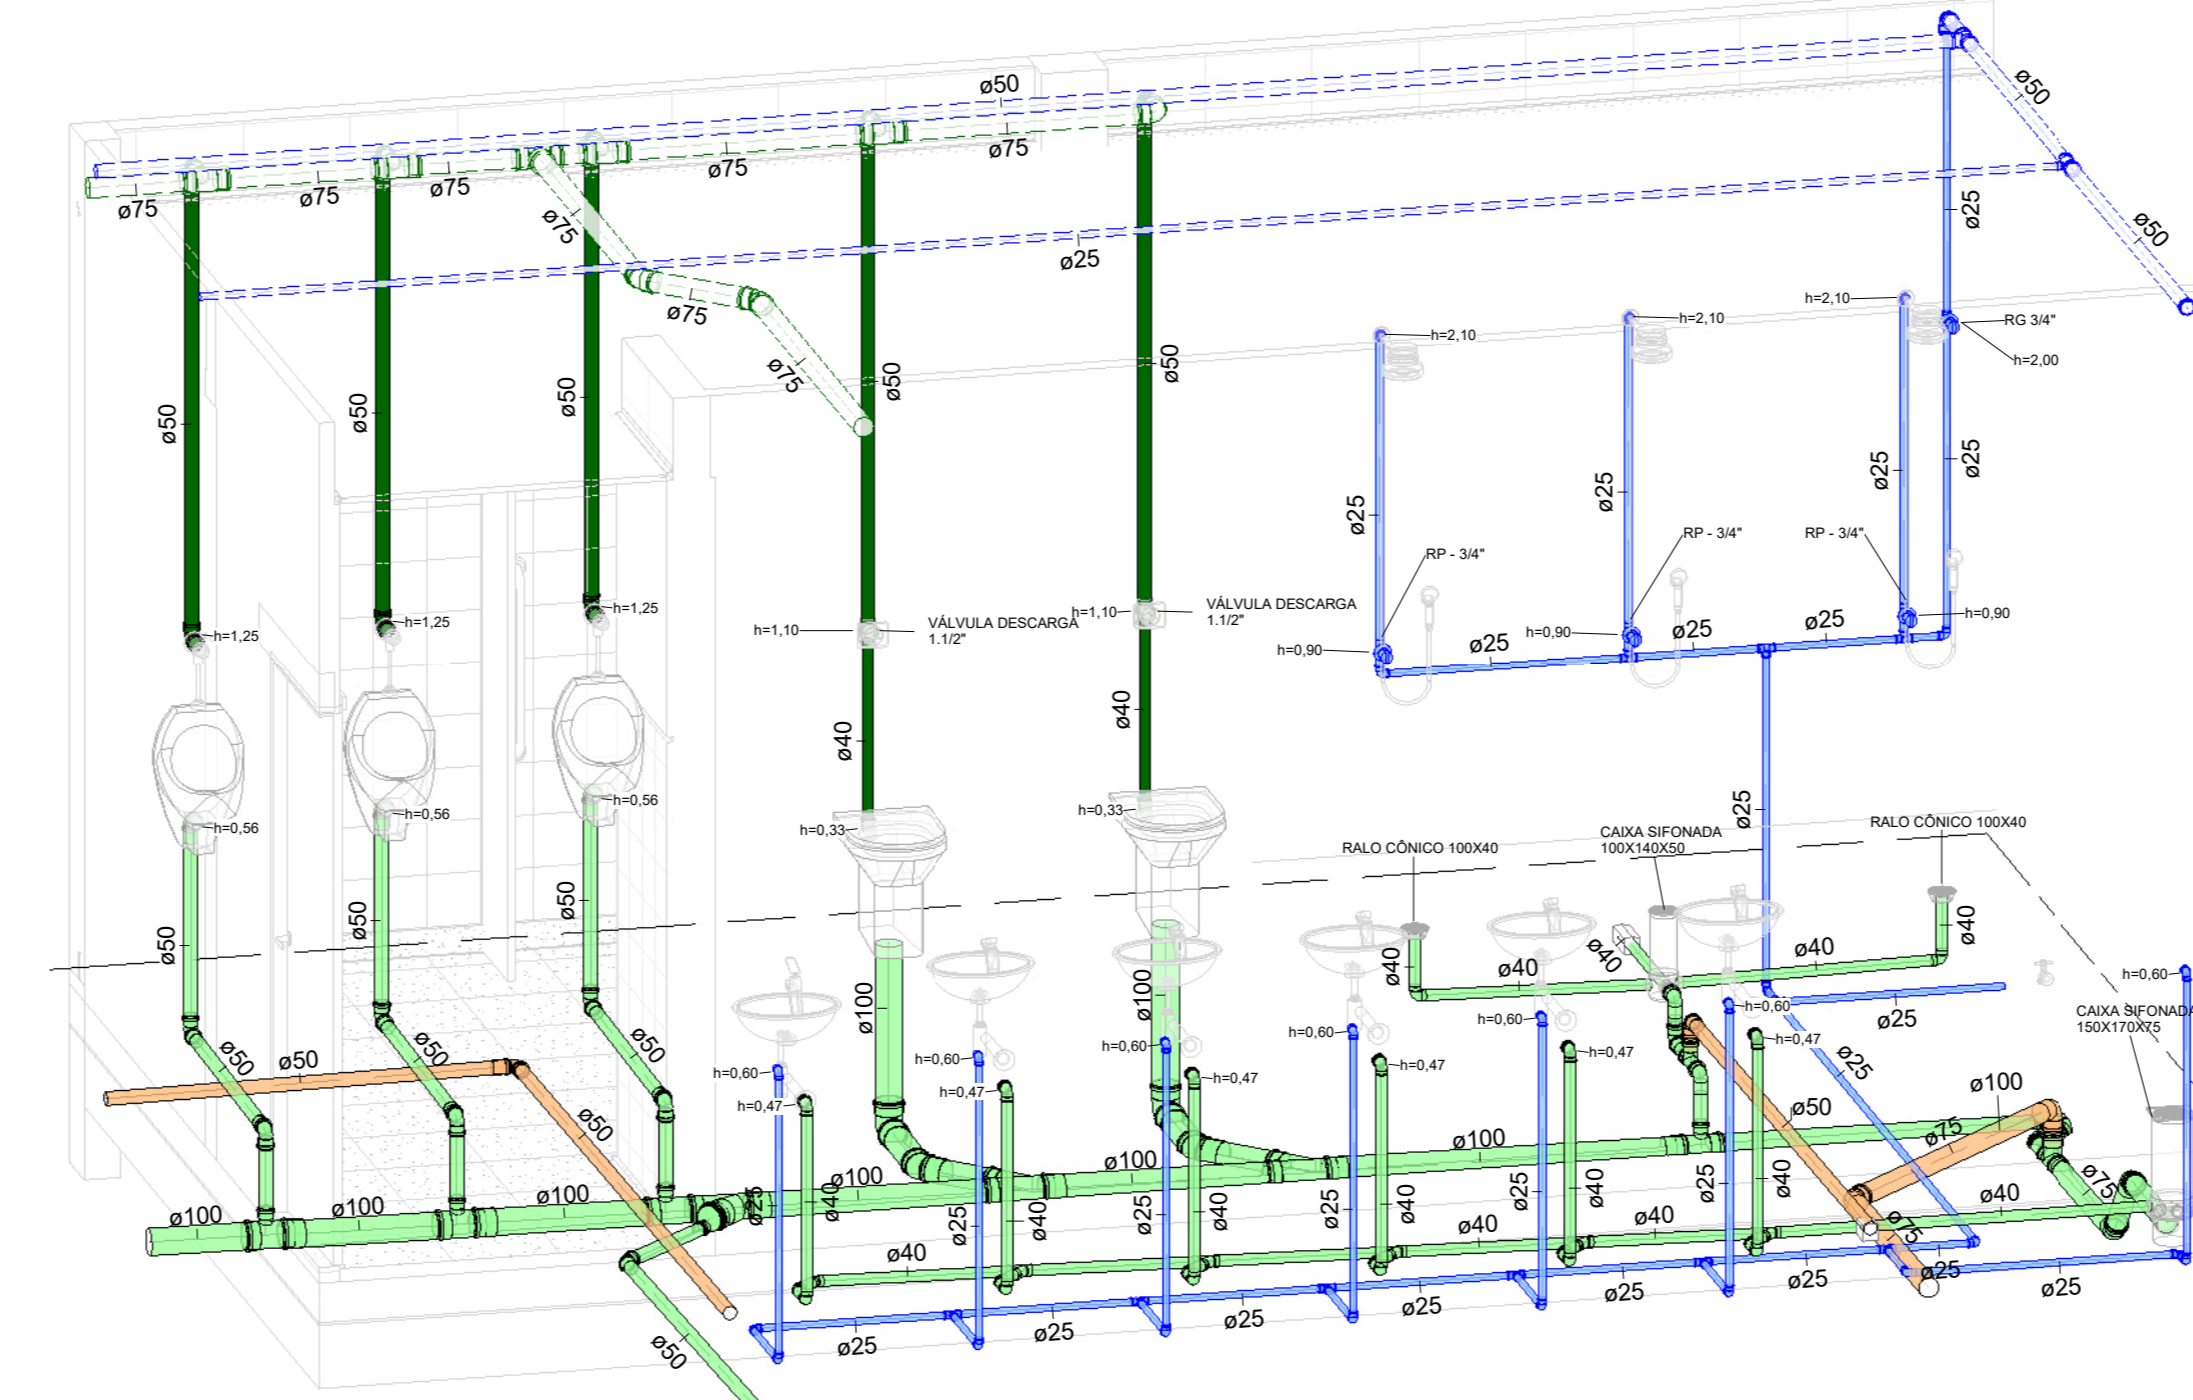 ø50
ø50
ø75
ø75
ø75
ø75
ø75
ø75
ø25
ø50
ø25
ø75
ø75
h=2,10
h=2,10
h=2,10
RG 3/4"
h=2,00
ø50
ø50
ø50
ø50
ø50
ø25
ø25
ø25
ø25
RP - 3/4"
RP - 3/4"
RP - 3/4"
h=1,25
h=1,25
h=1,25
h=1,10
VÁLVULA DESCARGA
1.1/2"
h=1,10
VÁLVULA DESCARGA
1.1/2"
h=0,90
h=0,90
h=0,90
ø25
ø25
ø25
ø40
ø40
ø25
h=0,56
h=0,56
h=0,56
h=0,33
h=0,33
RALO CÔNICO 100X40
CAIXA SIFONADA
100X140X50
RALO CÔNICO 100X40
ø50
ø50
ø50
ø40
ø40
ø40
ø40
ø40
h=0,60
ø100
ø100
CAIXA SIFONADA
150X170X75
ø25
ø50
ø50
ø50
ø50
ø50
h=0,60
h=0,60
h=0,60
h=0,60
h=0,60
h=0,60
h=0,47
h=0,47
h=0,47
h=0,47
h=0,47
h=0,47
ø25
ø50
ø100
ø75
ø75
ø100
ø100
ø100
ø100
ø100
ø100
ø25
ø40
ø25
ø40
ø25
ø40
ø25
ø40
ø25
ø40
ø25
ø40
ø40
ø40
ø40
ø40
ø75
ø50
ø25
ø25
ø25
ø25
ø25
ø25
ø25
ø25